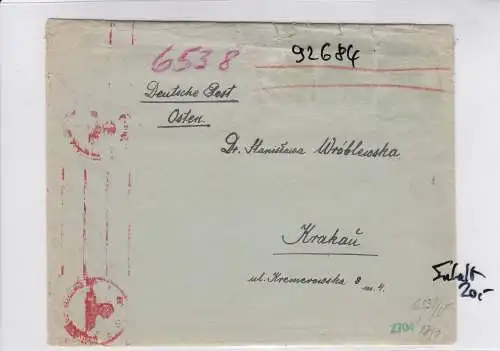 6538
92684
Deutsche Post
Osten.
Dr. Stanisława Wróblewska
Krakau
ul. Kremerowska 8
m. 4.
Inhalt
20,-